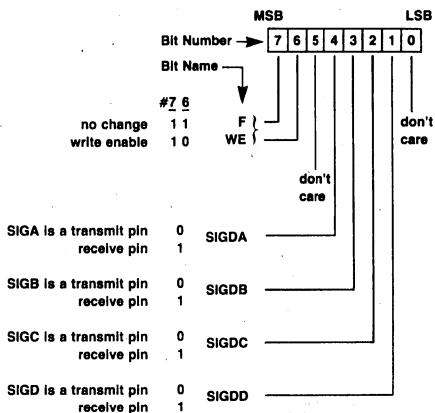 MSB LSB
Bit Number 7 6 5 4 3 2 1 0
Bit Name
#7 6
no change 1 1 F
write enable 1 0 WE
don't
care
don't
care
SIGA is a transmit pin 0 SIGDA
receive pin 1
SIGB is a transmit pin 0 SIGDB
receive pin 1
SIGC is a transmit pin 0 SIGDC
receive pin 1
SIGD is a transmit pin 0 SIGDD
receive pin 1